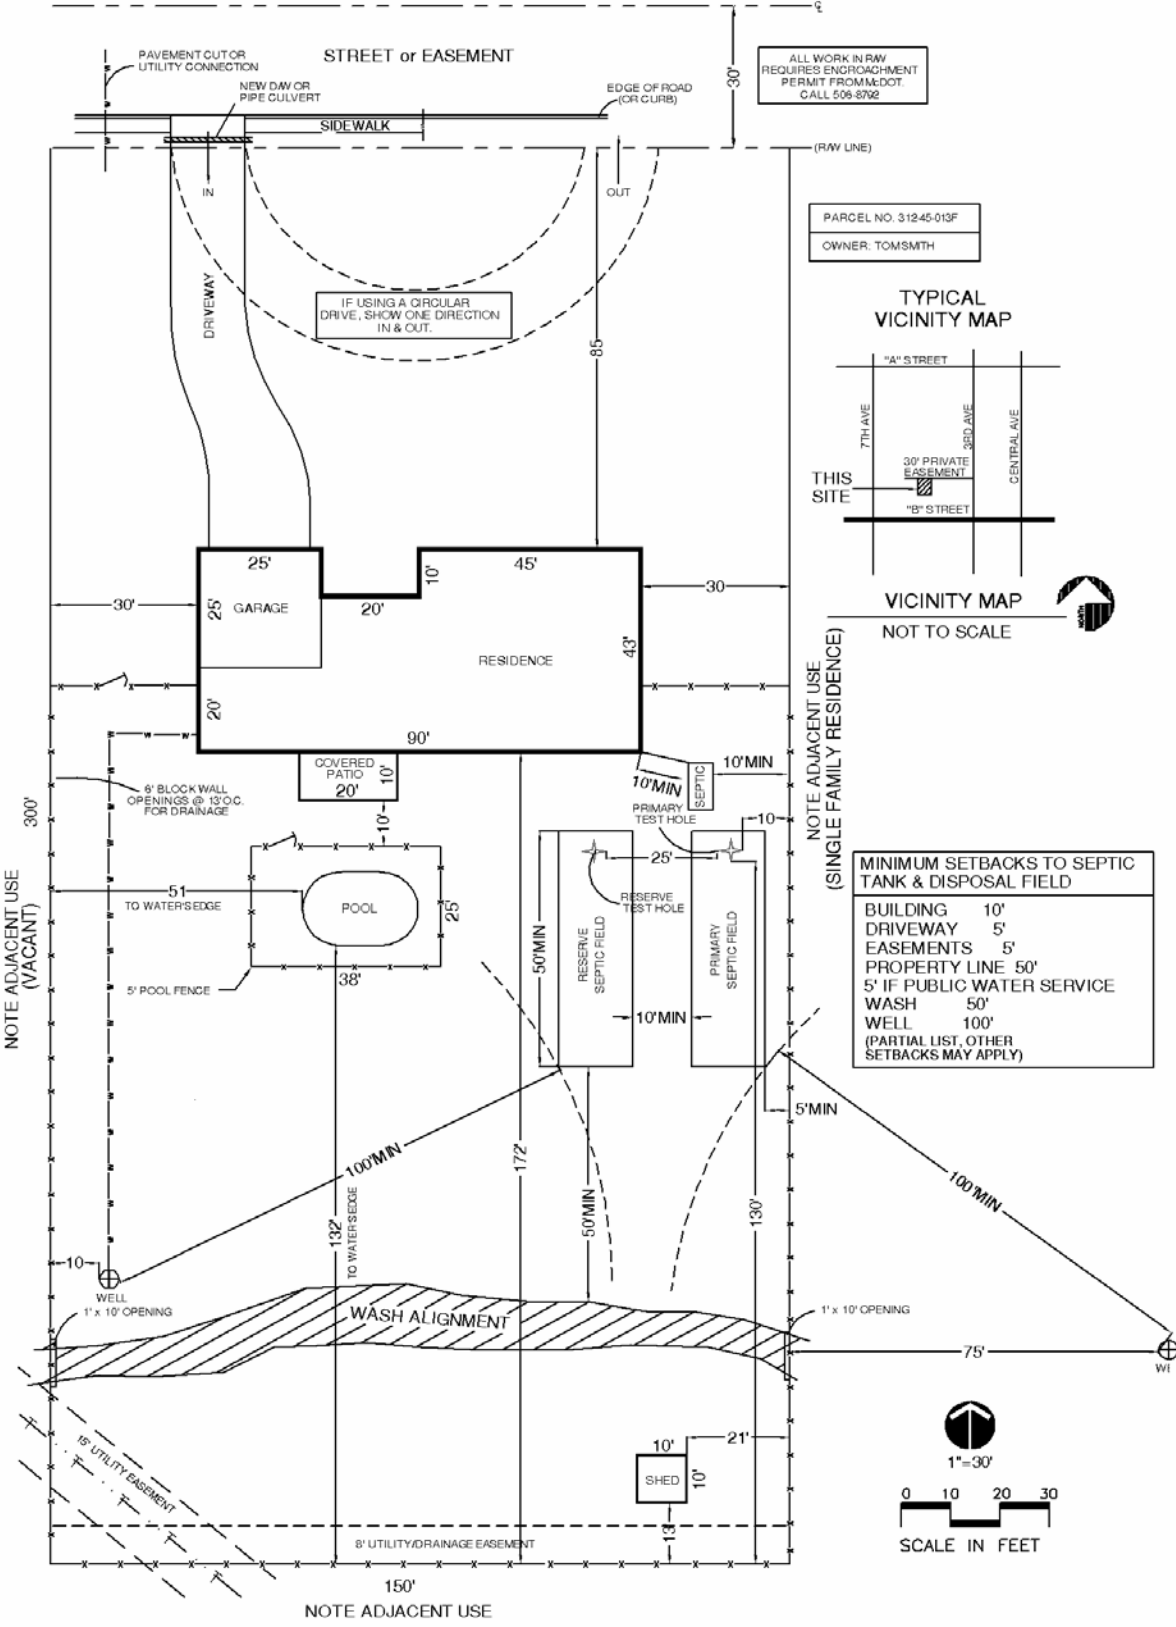 ℄
PAVEMENT CUT OR
UTILITY CONNECTION
STREET or EASEMENT
30'
ALL WORK IN R/W
REQUIRES ENCROACHMENT
PERMIT FROM McDOT.
CALL 506-8792
NEW D/W OR
PIPE CULVERT
EDGE OF ROAD
(OR CURB)
SIDEWALK
(R/W LINE)
IN
OUT
PARCEL NO. 312-45-013F
OWNER: TOM SMITH
DRIVEWAY
IF USING A CIRCULAR
DRIVE, SHOW ONE DIRECTION
IN & OUT.
85
TYPICAL
VICINITY MAP
"A" STREET
7TH AVE
3RD AVE
CENTRAL AVE
30' PRIVATE
EASEMENT
THIS
SITE
"B" STREET
VICINITY MAP
NORTH
NOT TO SCALE
25'
10'
45'
30'
25'
GARAGE
20'
30
RESIDENCE
43'
20'
90'
NOTE ADJACENT USE
(SINGLE FAMILY RESIDENCE)
COVERED
PATIO
10'
20'
10'MIN
SEPTIC
10'MIN
6' BLOCK WALL
OPENINGS @ 13'O.C.
FOR DRAINAGE
300'
10'
PRIMARY
TEST HOLE
10
25'
NOTE ADJACENT USE
(VACANT)
51
TO WATER'S EDGE
POOL
25'
38'
5' POOL FENCE
RESERVE
TEST HOLE
50'MIN
RESERVE
SEPTIC FIELD
PRIMARY
SEPTIC FIELD
10'MIN
MINIMUM SETBACKS TO SEPTIC
TANK & DISPOSAL FIELD
BUILDING 10'
DRIVEWAY 5'
EASEMENTS 5'
PROPERTY LINE 50'
5' IF PUBLIC WATER SERVICE
WASH 50'
WELL 100'
(PARTIAL LIST, OTHER
SETBACKS MAY APPLY)
5'MIN
100'MIN
172'
50'MIN
130'
100'MIN
132'
TO WATER'S EDGE
10
WELL
1' x 10' OPENING
WASH ALIGNMENT
1' x 10' OPENING
75'
WE
15' UTILITY EASEMENT
10'
21'
SHED
10'
13'
8' UTILITY/DRAINAGE EASEMENT
1"=30'
0 10 20 30
SCALE IN FEET
150'
NOTE ADJACENT USE